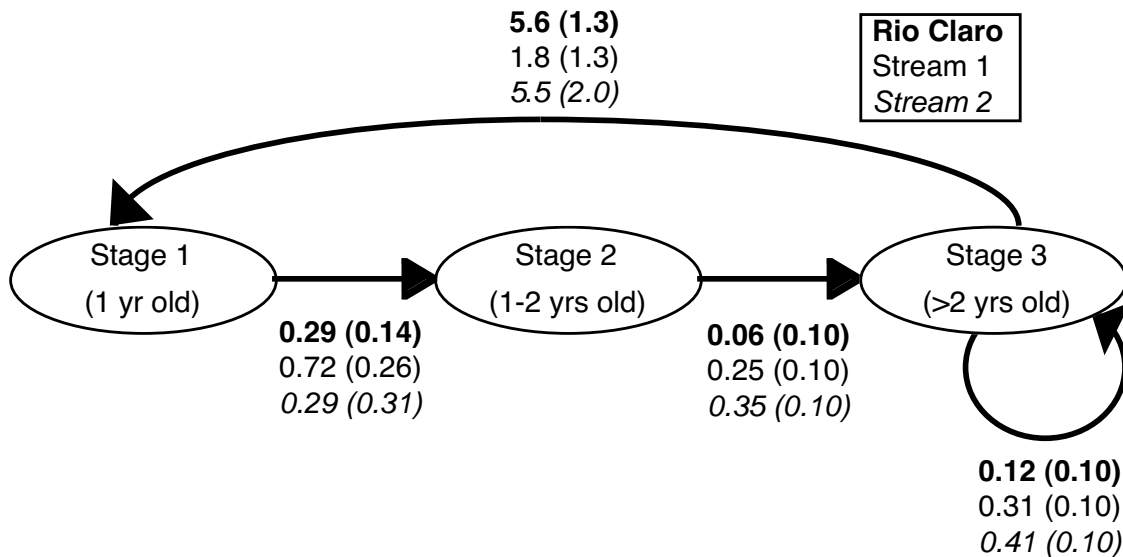 5.6 (1.3)
1.8 (1.3)
5.5 (2.0)
Rio Claro
Stream 1
Stream 2
Stage 1
(1 yr old)
Stage 2
(1-2 yrs old)
Stage 3
(>2 yrs old)
0.29 (0.14)
0.72 (0.26)
0.29 (0.31)
0.06 (0.10)
0.25 (0.10)
0.35 (0.10)
0.12 (0.10)
0.31 (0.10)
0.41 (0.10)